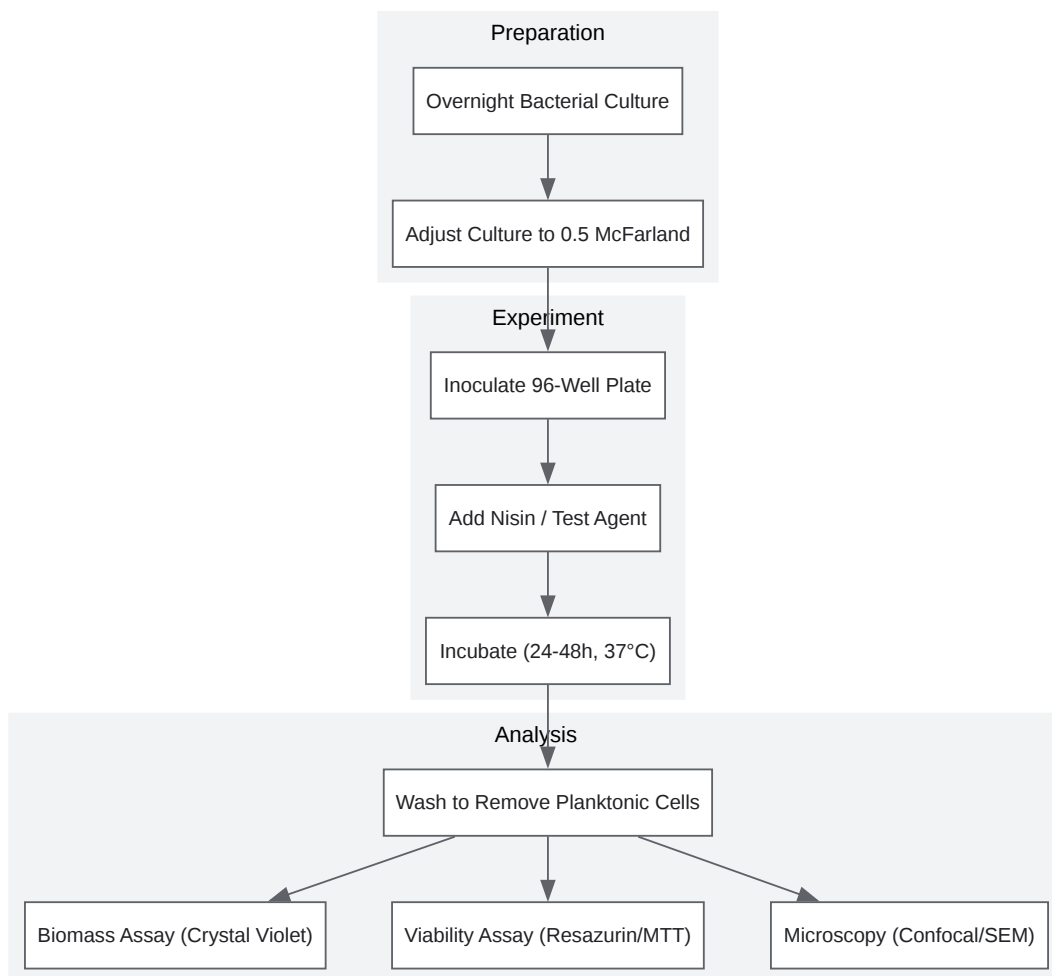 Preparation
Overnight Bacterial Culture
Adjust Culture to 0.5 McFarland
Experiment
Inoculate 96-Well Plate
Add Nisin / Test Agent
Incubate (24-48h, 37°C)
Analysis
Wash to Remove Planktonic Cells
Biomass Assay (Crystal Violet)
Viability Assay (Resazurin/MTT)
Microscopy (Confocal/SEM)